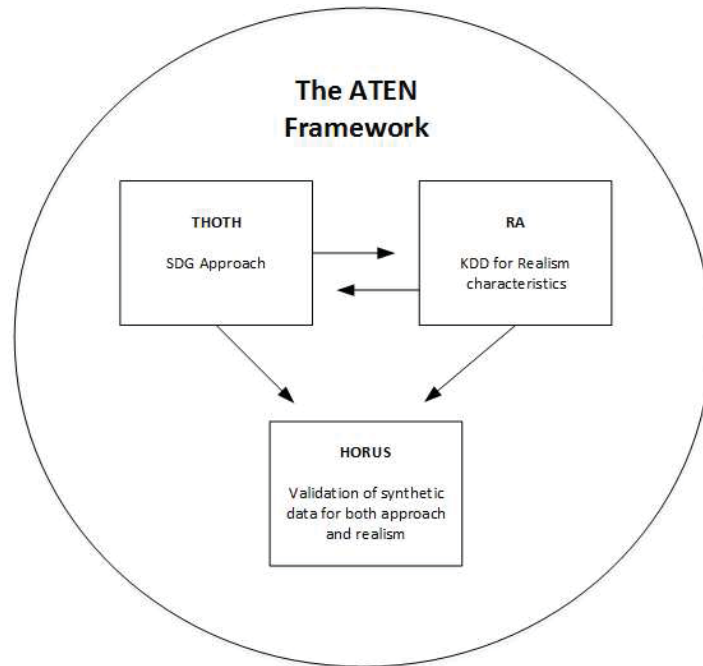 The ATEN
Framework
THOTH
SDG Approach
RA
KDD for Realism
characteristics
HORUS
Validation of synthetic
data for both approach
and realism